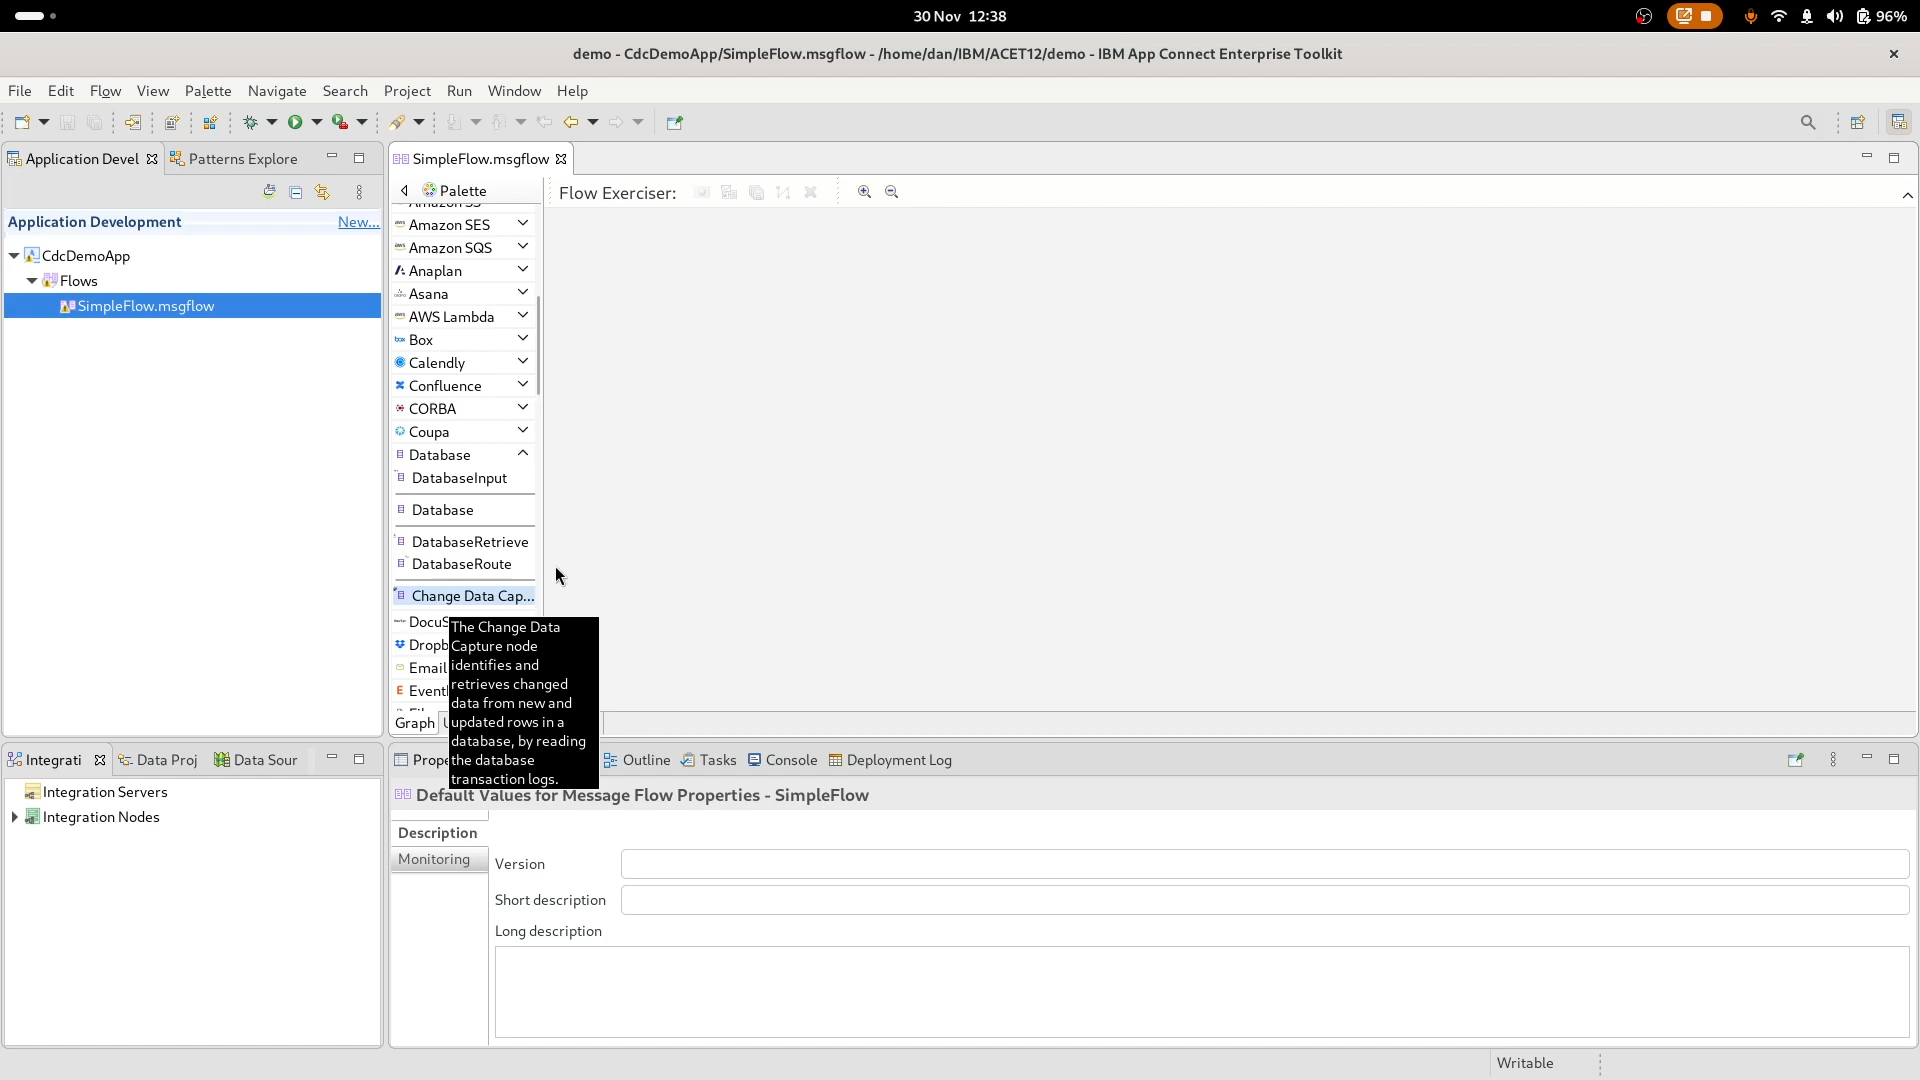 30 Nov 12:38
96%
demo - CdcDemoApp/SimpleFlow.msgflow - /home/dan/IBM/ACET12/demo - IBM App Connect Enterprise Toolkit
File Edit Flow View Palette Navigate Search Project Run Window Help
Application Devel
Patterns Explore
Application Development
New...
CdcDemoApp
Flows
SimpleFlow.msgflow
SimpleFlow.msgflow
Palette
Flow Exerciser:
Amazon SES
Amazon SQS
Anaplan
Asana
AWS Lambda
Box
Calendly
Confluence
CORBA
Coupa
Database
DatabaseInput
Database
DatabaseRetrieve
DatabaseRoute
Change Data Cap...
DocuS
Dropb
Email
Event
Graph
The Change Data
Capture node
identifies and
retrieves changed
data from new and
updated rows in a
database, by reading
the database
transaction logs.
Integrati
Data Proj
Data Sour
Integration Servers
Integration Nodes
Prope
Outline
Tasks
Console
Deployment Log
Default Values for Message Flow Properties - SimpleFlow
Description
Monitoring
Version
Short description
Long description
Writable